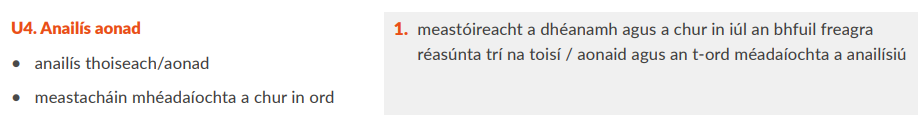 U4. Anailís aonad
• anailís thoiseach/aonad
• meastacháin mhéadaíochta a chur in ord
1. meastóireacht a dhéanamh agus a chur in iúl an bhfuil freagra
réasúnta trí na toisí / aonaid agus an t-ord méadaíochta a anailísiú